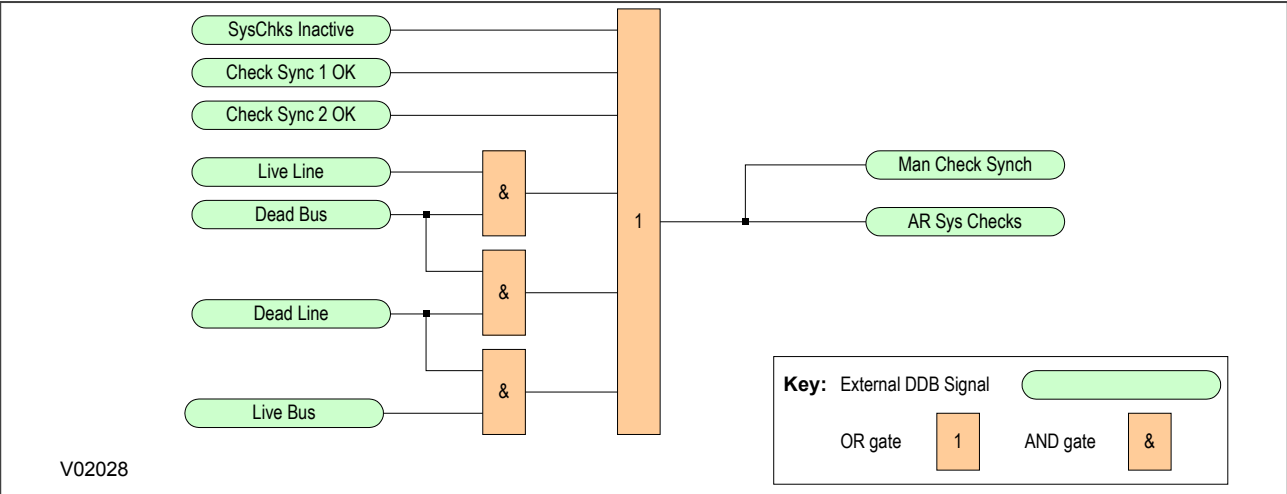 SysChks Inactive
Check Sync 1 OK
Check Sync 2 OK
Live Line
Dead Bus
Dead Line
Live Bus
&
&
&
1
Man Check Synch
AR Sys Checks
Key: External DDB Signal
OR gate 1 AND gate &
V02028